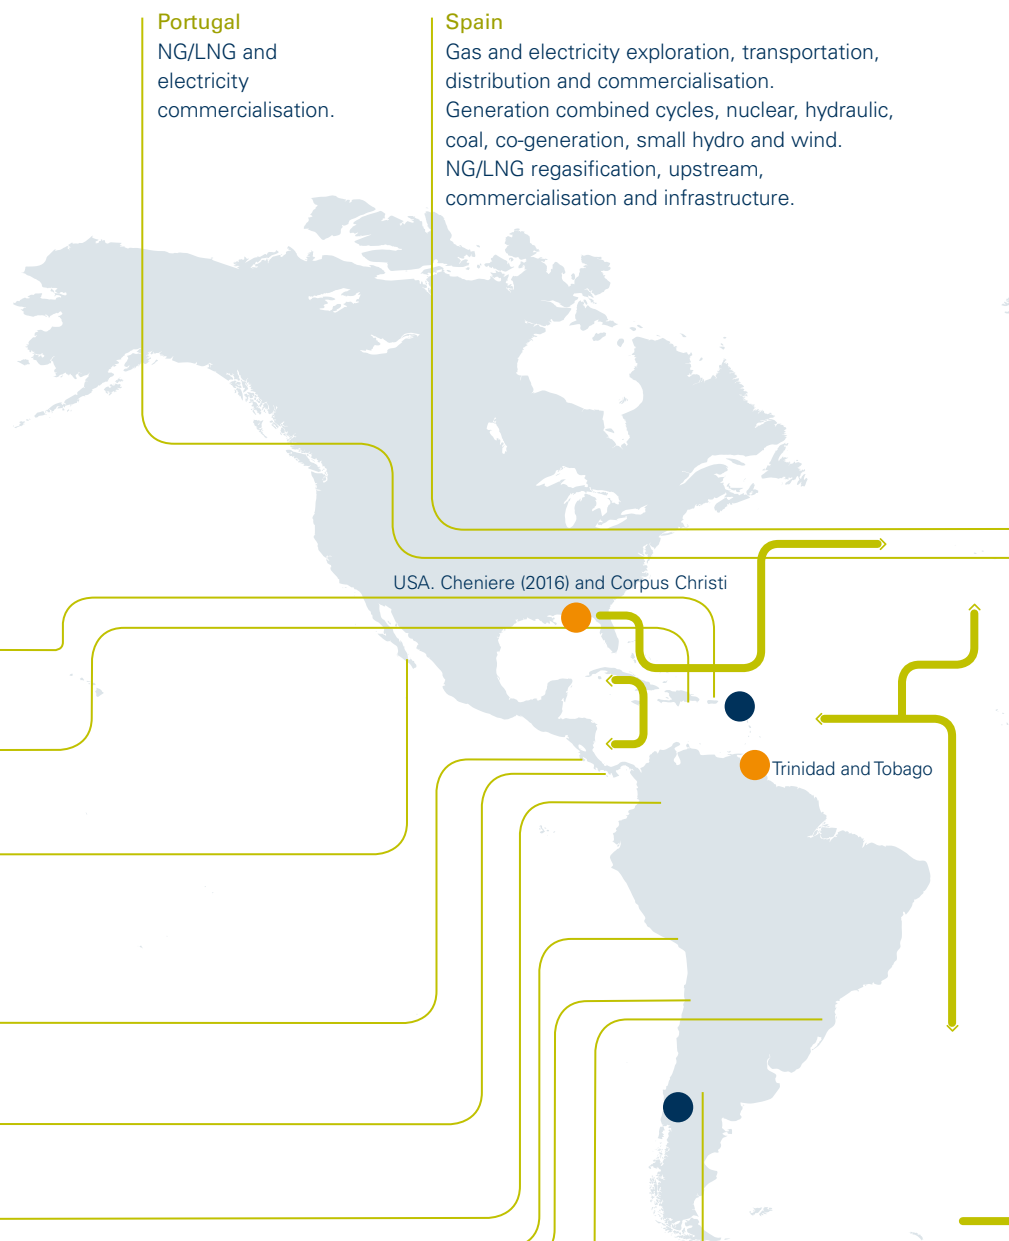 Portugal
NG/LNG and
electricity
commercialisation.
Spain
Gas and electricity exploration, transportation,
distribution and commercialisation.
Generation combined cycles, nuclear, hydraulic,
coal, co-generation, small hydro and wind.
NG/LNG regasification, upstream,
commercialisation and infrastructure.
USA. Cheniere (2016) and Corpus Christi
Trinidad and Tobago